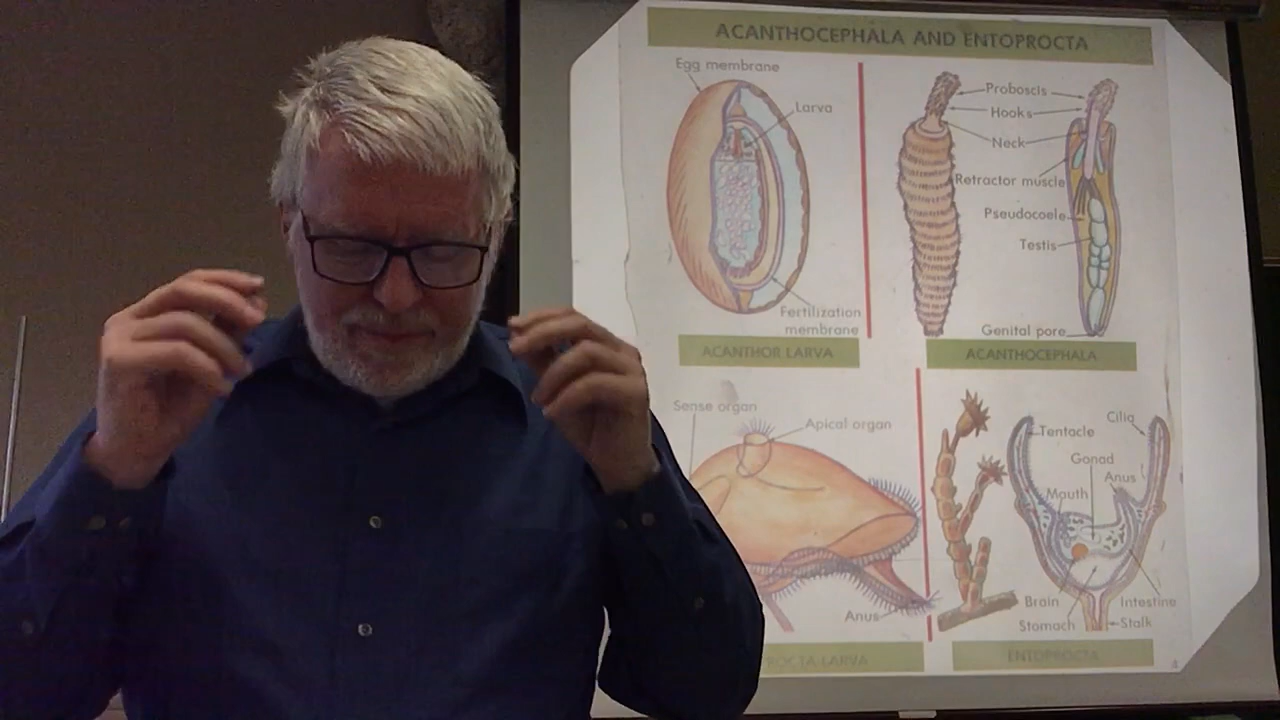 ACANTHOCEPHALA AND ENTOPROCTA
Egg membrane
Larva
Fertilization
membrane
ACANTHOR LARVA
Proboscis
Hooks
Neck
Retractor muscle
Pseudocoele
Testis
Genital pore
ACANTHOCEPHALA
Sense organ
Apical organ
Anus
LARVA
Cilia
Tentacle
Gonad
Anus
Mouth
Brain
Intestine
Stomach
Stalk
ENTOPROCTA